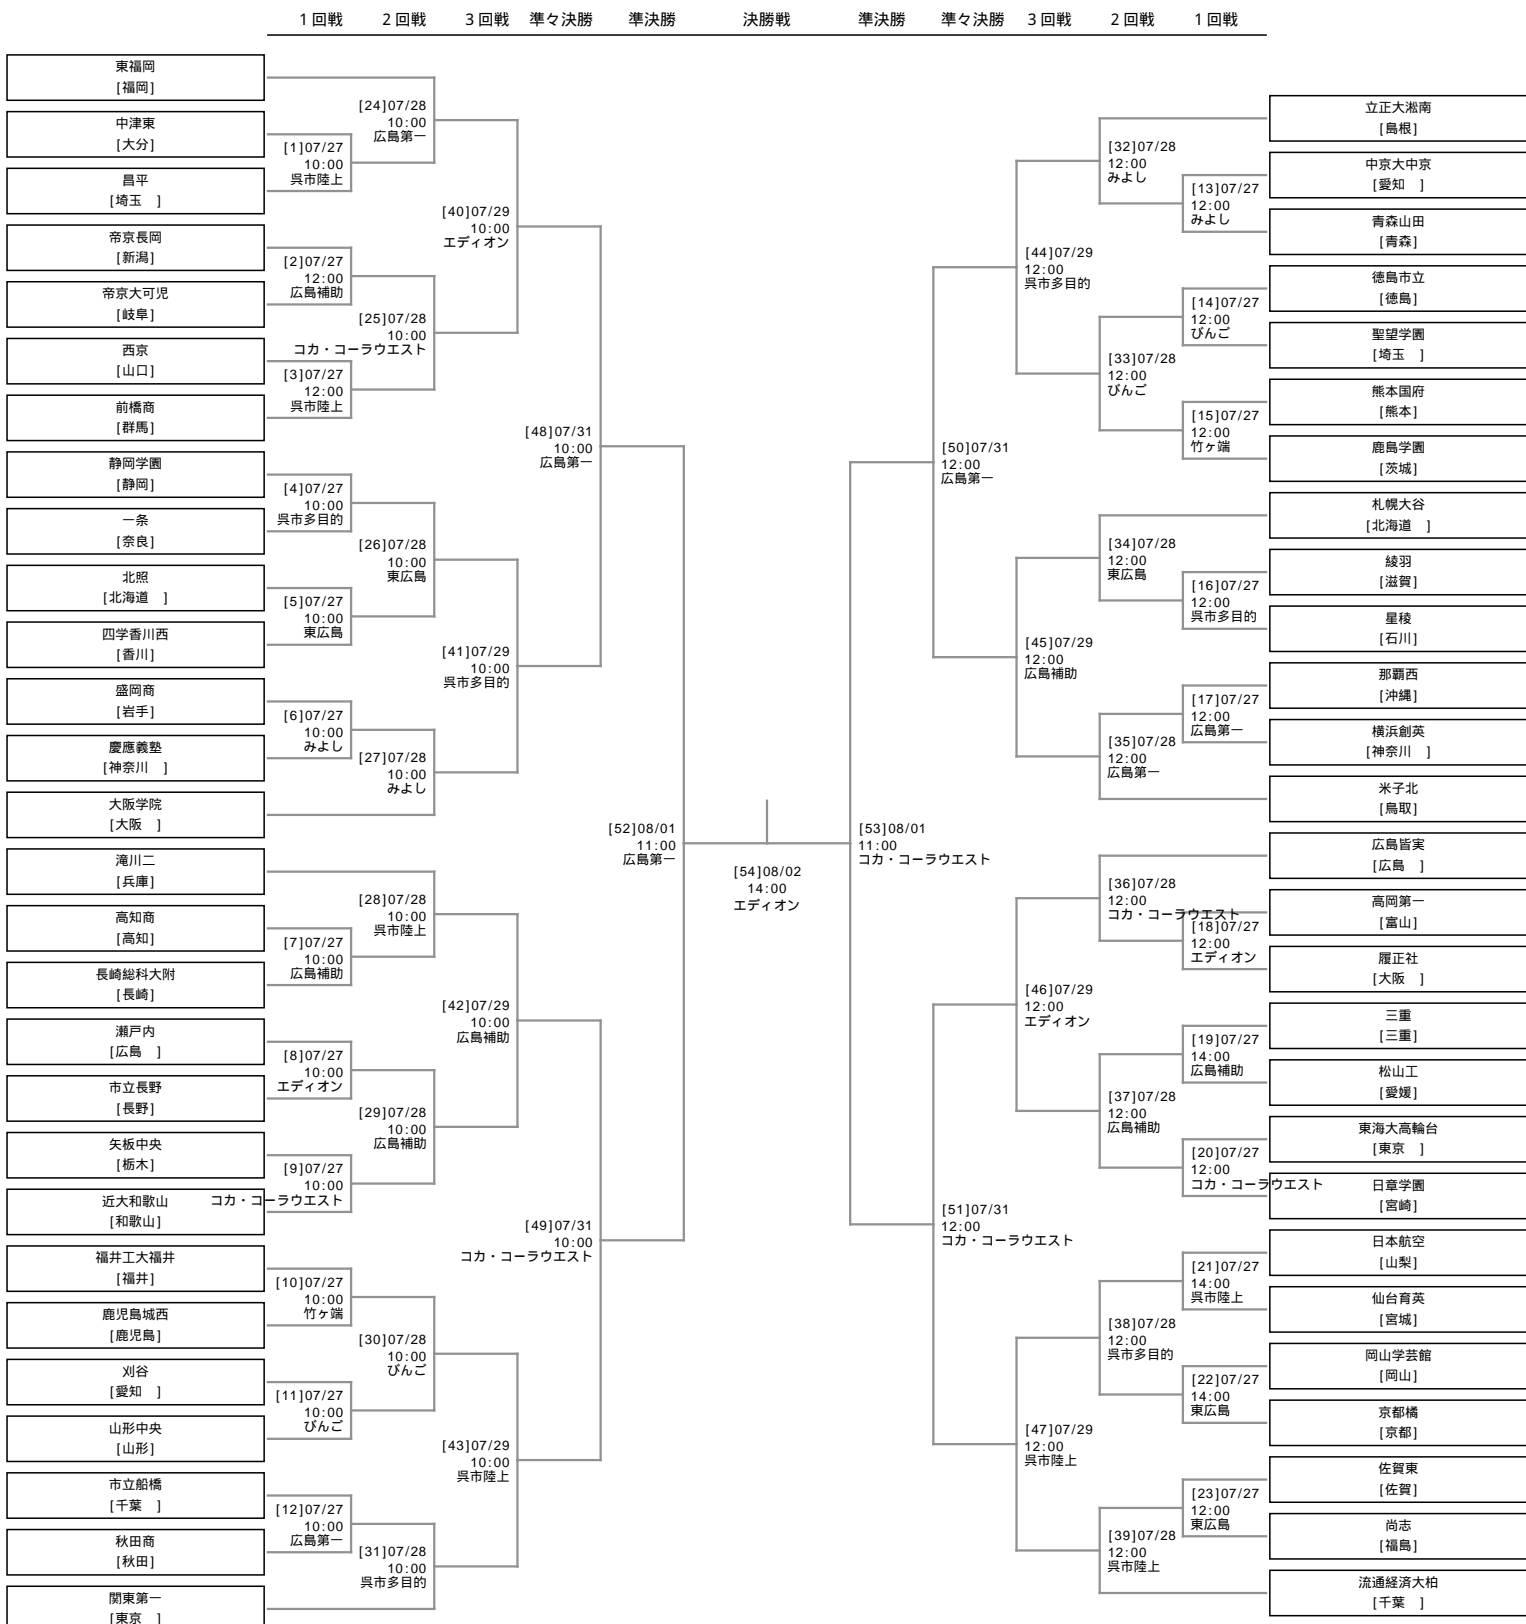 1回戦 2回戦 3回戦 準々決勝 準決勝 決勝戦 準決勝 準々決勝 3回戦 2回戦 1回戦
東福岡
[福岡]
中津東
[大分]
昌平
[埼玉 ]
帝京長岡
[新潟]
帝京大可児
[岐阜]
西京
[山口]
前橋商
[群馬]
静岡学園
[静岡]
一条
[奈良]
北照
[北海道 ]
四学香川西
[香川]
盛岡商
[岩手]
慶應義塾
[神奈川 ]
大阪学院
[大阪 ]
滝川二
[兵庫]
高知商
[高知]
長崎総科大附
[長崎]
瀬戸内
[広島 ]
市立長野
[長野]
矢板中央
[栃木]
近大和歌山
[和歌山]
福井工大福井
[福井]
鹿児島城西
[鹿児島]
刈谷
[愛知 ]
山形中央
[山形]
市立船橋
[千葉 ]
秋田商
[秋田]
関東第一
[東京 ]
[1]07/27
10:00
呉市陸上
[2]07/27
12:00
広島補助
[3]07/27
12:00
呉市陸上
[4]07/27
10:00
呉市多目的
[5]07/27
10:00
東広島
[6]07/27
10:00
みよし
[7]07/27
10:00
広島補助
[8]07/27
10:00
エディオン
[9]07/27
10:00
コカ・コーラウエスト
[10]07/27
10:00
竹ヶ端
[11]07/27
10:00
びんご
[12]07/27
10:00
広島第一
[24]07/28
10:00
広島第一
[25]07/28
10:00
コカ・コーラウエスト
[26]07/28
10:00
東広島
[27]07/28
10:00
みよし
[28]07/28
10:00
呉市陸上
[29]07/28
10:00
広島補助
[30]07/28
10:00
びんご
[31]07/28
10:00
呉市多目的
[40]07/29
10:00
エディオン
[41]07/29
10:00
呉市多目的
[42]07/29
10:00
広島補助
[43]07/29
10:00
呉市陸上
[48]07/31
10:00
広島第一
[49]07/31
10:00
コカ・コーラウエスト
[52]08/01
11:00
広島第一
[54]08/02
14:00
エディオン
[53]08/01
11:00
コカ・コーラウエスト
[50]07/31
12:00
広島第一
[51]07/31
12:00
コカ・コーラウエスト
[44]07/29
12:00
呉市多目的
[45]07/29
12:00
広島補助
[46]07/29
12:00
エディオン
[47]07/29
12:00
呉市陸上
[32]07/28
12:00
みよし
[33]07/28
12:00
びんご
[34]07/28
12:00
東広島
[35]07/28
12:00
広島第一
[36]07/28
12:00
コカ・コーラウエスト
[37]07/28
12:00
広島補助
[38]07/28
12:00
呉市多目的
[39]07/28
12:00
呉市陸上
[13]07/27
12:00
みよし
[14]07/27
12:00
びんご
[15]07/27
12:00
竹ヶ端
[16]07/27
12:00
呉市多目的
[17]07/27
12:00
広島第一
[18]07/27
12:00
エディオン
[19]07/27
14:00
広島補助
[20]07/27
12:00
コカ・コーラウエスト
[21]07/27
14:00
呉市陸上
[22]07/27
14:00
東広島
[23]07/27
12:00
東広島
立正大淞南
[島根]
中京大中京
[愛知 ]
青森山田
[青森]
徳島市立
[徳島]
聖望学園
[埼玉 ]
熊本国府
[熊本]
鹿島学園
[茨城]
札幌大谷
[北海道 ]
綾羽
[滋賀]
星稜
[石川]
那覇西
[沖縄]
横浜創英
[神奈川 ]
米子北
[鳥取]
広島皆実
[広島 ]
高岡第一
[富山]
履正社
[大阪 ]
三重
[三重]
松山工
[愛媛]
東海大高輪台
[東京 ]
日章学園
[宮崎]
日本航空
[山梨]
仙台育英
[宮城]
岡山学芸館
[岡山]
京都橘
[京都]
佐賀東
[佐賀]
尚志
[福島]
流通経済大柏
[千葉 ]